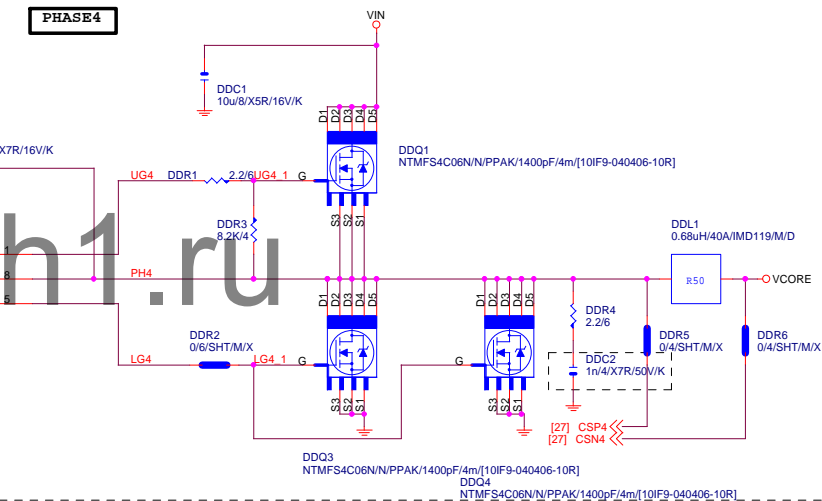 PHASE4
VIN
DDC1
10u/8/X5R/16V/K
D1 D2 D3 D4 D5
X7R/16V/K
DDQ1
NTMFS4C06N/N/PPAK/1400pF/4m/[10IF9-040406-10R]
UG4 DDR1 2.2/6 UG4_1 G
S3 S2 S1
DDR3
8.2K/4
h1.ru
1
8 PH4
5
DDL1
0.68uH/40A/IMD119/M/D
R50
VCORE
D1 D2 D3 D4 D5
D1 D2 D3 D4 D5
DDR4
2.2/6
DDR2
0/6/SHT/M/X
DDR5
0/4/SHT/M/X
DDR6
0/4/SHT/M/X
LG4 LG4_1 G
G
DDC2
1n/4/X7R/50V/K
S3 S2 S1
S3 S2 S1
[27] CSP4
[27] CSN4
DDQ3
NTMFS4C06N/N/PPAK/1400pF/4m/[10IF9-040406-10R]
DDQ4
NTMFS4C06N/N/PPAK/1400pF/4m/[10IF9-040406-10R]